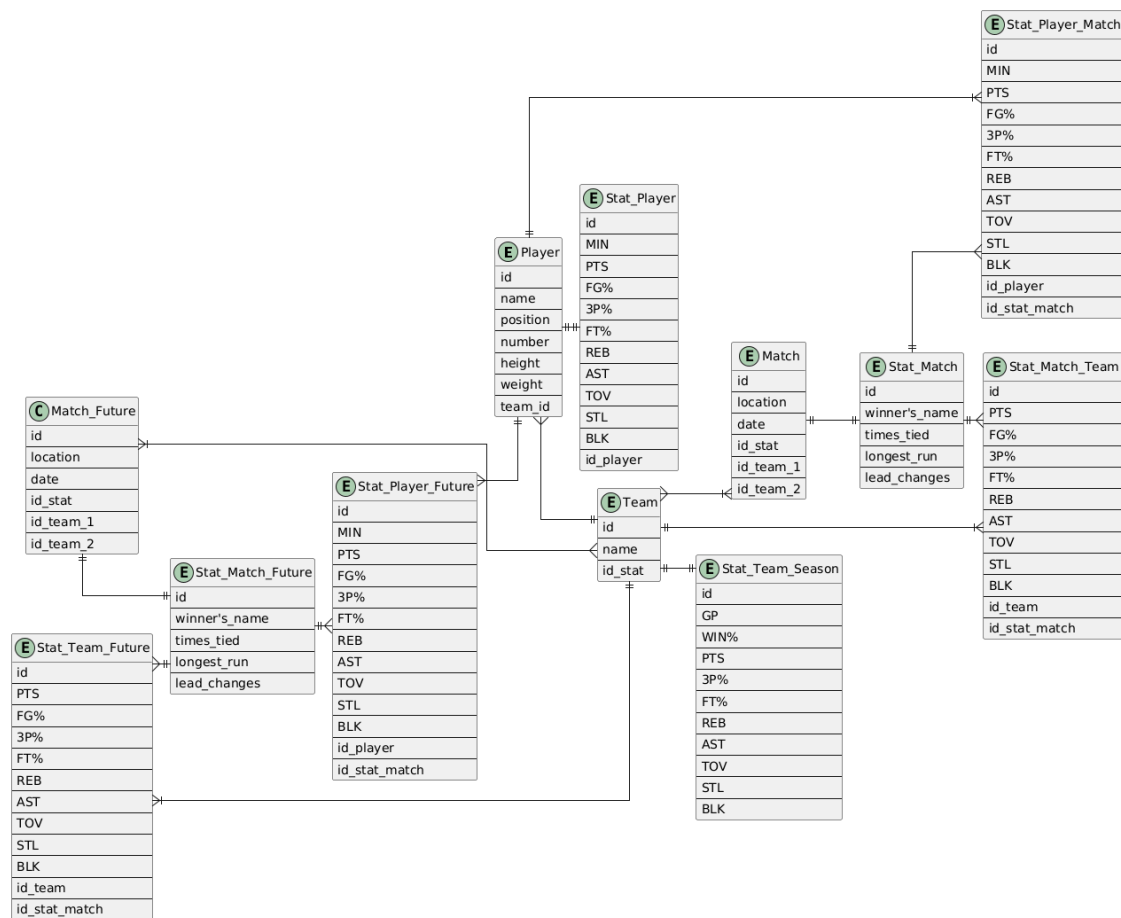 E Stat_Player_Match
id
MIN
PTS
FG%
3P%
FT%
REB
AST
TOV
STL
BLK
id_player
id_stat_match
E Stat_Player
id
MIN
PTS
FG%
3P%
FT%
REB
AST
TOV
STL
BLK
id_player
E Player
id
name
position
number
height
weight
team_id
E Match
id
location
date
id_stat
id_team_1
id_team_2
E Stat_Match
id
winner's_name
times_tied
longest_run
lead_changes
E Stat_Match_Team
id
PTS
FG%
3P%
FT%
REB
AST
TOV
STL
BLK
id_team
id_stat_match
C Match_Future
id
location
date
id_stat
id_team_1
id_team_2
E Stat_Player_Future
id
MIN
PTS
FG%
3P%
FT%
REB
AST
TOV
STL
BLK
id_player
id_stat_match
E Team
id
name
id_stat
E Stat_Match_Future
id
winner's_name
times_tied
longest_run
lead_changes
E Stat_Team_Season
id
GP
WIN%
PTS
3P%
FT%
REB
AST
TOV
STL
BLK
E Stat_Team_Future
id
PTS
FG%
3P%
FT%
REB
AST
TOV
STL
BLK
id_team
id_stat_match